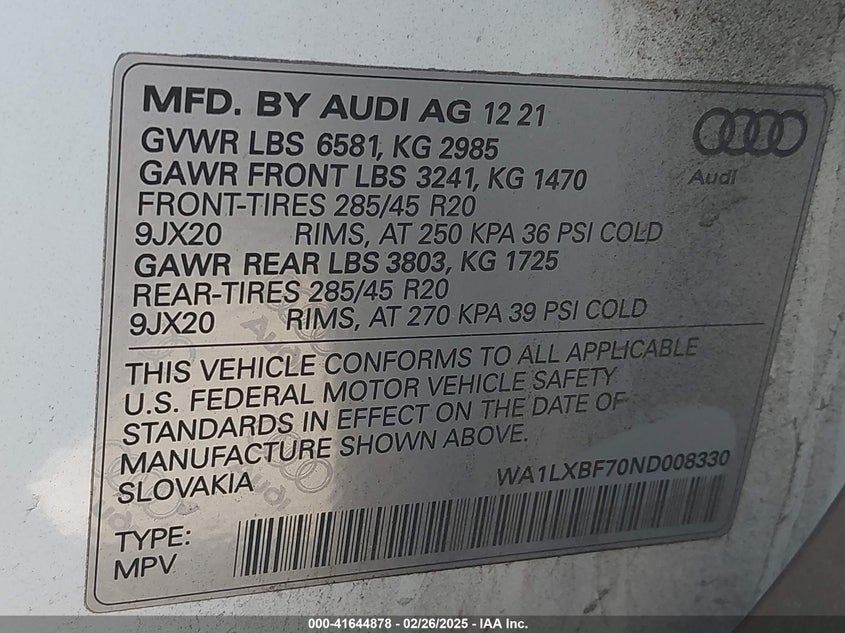 MFD. BY AUDI AG 12 21
GVWR LBS 6581, KG 2985
GAWR FRONT LBS 3241, KG 1470
FRONT-TIRES 285/45 R20
9JX20 RIMS, AT 250 KPA 36 PSI COLD
GAWR REAR LBS 3803, KG 1725
REAR-TIRES 285/45 R20
9JX20 RIMS, AT 270 KPA 39 PSI COLD
Audi
THIS VEHICLE CONFORMS TO ALL APPLICABLE
U.S. FEDERAL MOTOR VEHICLE SAFETY
STANDARDS IN EFFECT ON THE DATE OF
MANUFACTURE SHOWN ABOVE.
SLOVAKIA
WA1LXBF70ND008330
TYPE:
MPV
000-41644878 - 02/26/2025 - IAA Inc.